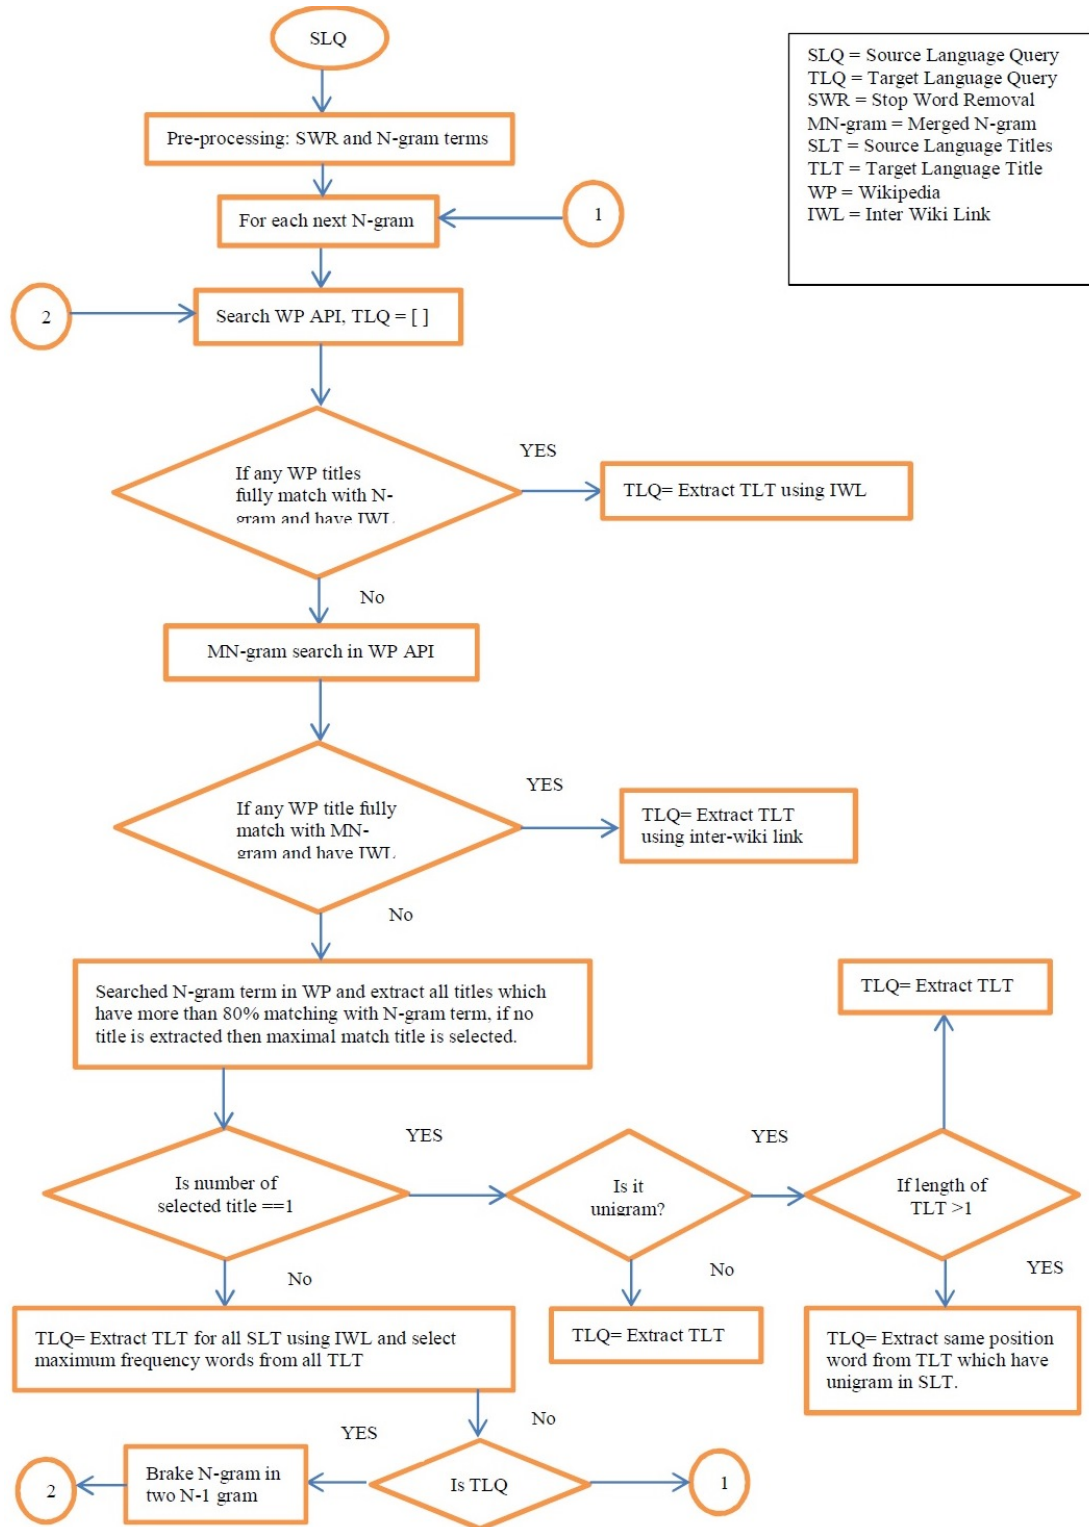 SLQ
SLQ = Source Language Query
TLQ = Target Language Query
SWR = Stop Word Removal
MN-gram = Merged N-gram
SLT = Source Language Titles
TLT = Target Language Title
WP = Wikipedia
IWL = Inter Wiki Link
Pre-processing: SWR and N-gram terms
For each next N-gram
1
2
Search WP API, TLQ = [ ]
If any WP titles
fully match with N-
gram and have IWL
YES
TLQ= Extract TLT using IWL
No
MN-gram search in WP API
If any WP title fully
match with MN-
gram and have IWL
YES
TLQ= Extract TLT
using inter-wiki link
No
Searched N-gram term in WP and extract all titles which
have more than 80% matching with N-gram term, if no
title is extracted then maximal match title is selected.
TLQ= Extract TLT
Is number of
selected title ==1
YES
Is it
unigram?
YES
If length of
TLT >1
No
No
YES
TLQ= Extract TLT for all SLT using IWL and select
maximum frequency words from all TLT
TLQ= Extract TLT
TLQ= Extract same position
word from TLT which have
unigram in SLT.
No
YES
2
Brake N-gram in
two N-1 gram
Is TLQ
1